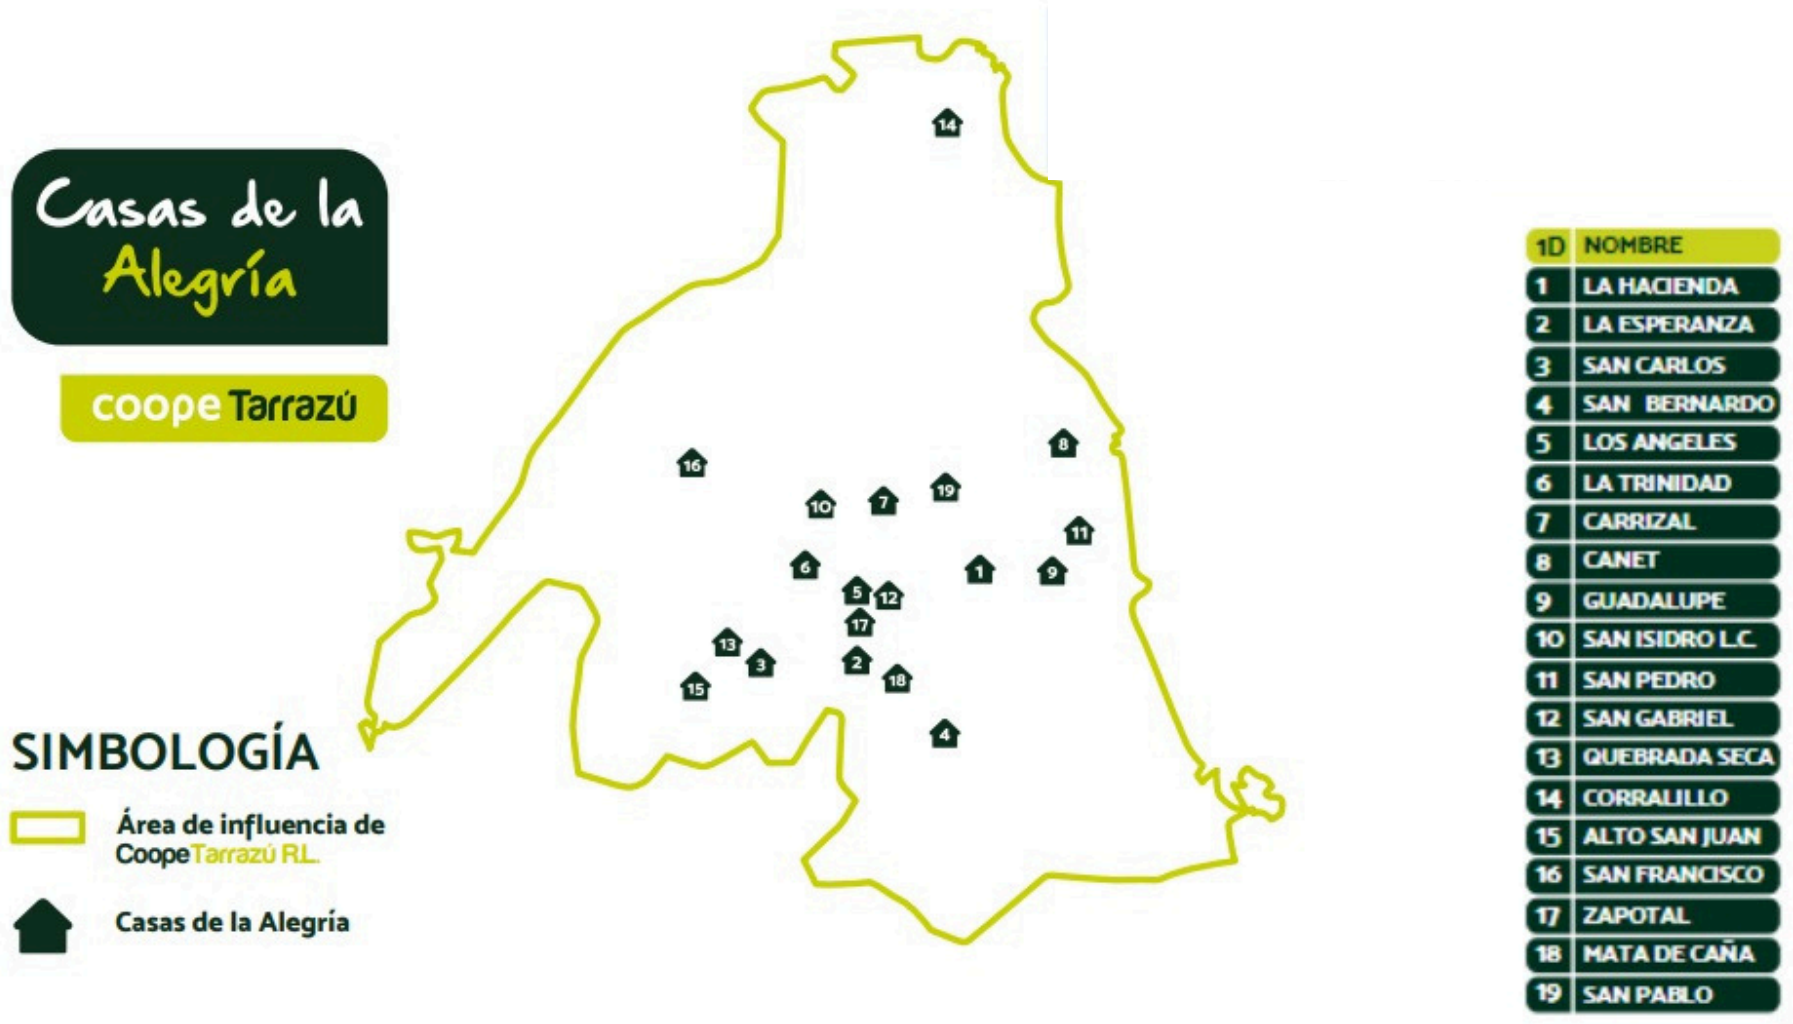 Casas de la
Alegría
coope Tarrazú
SIMBOLOGÍA
Área de influencia de
CoopeTarrazú R.L.
Casas de la Alegría
14
8
16
19
7
10
11
6
1
9
5
12
17
13
3
2
15
18
4
1D NOMBRE
1 LA HACIENDA
2 LA ESPERANZA
3 SAN CARLOS
4 SAN BERNARDO
5 LOS ANGELES
6 LA TRINIDAD
7 CARRIZAL
8 CANET
9 GUADALUPE
10 SAN ISIDRO L.C.
11 SAN PEDRO
12 SAN GABRIEL
13 QUEBRADA SECA
14 CORRALILLO
15 ALTO SAN JUAN
16 SAN FRANCISCO
17 ZAPOTAL
18 MATA DE CAÑA
19 SAN PABLO